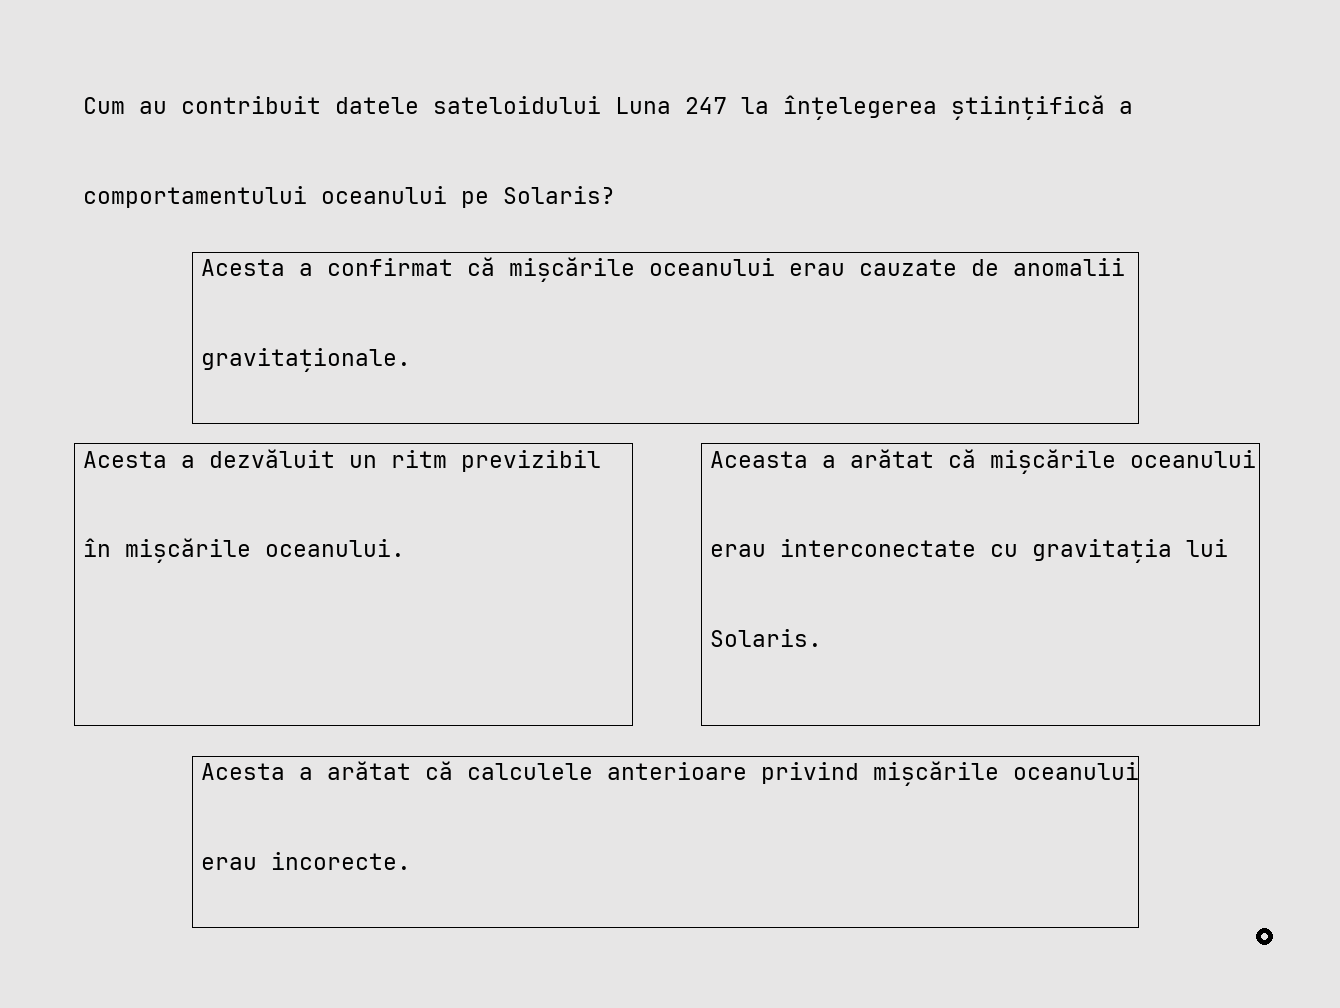 Cum au contribuit datele sateloidului Luna 247 la înțelegerea științifică a
comportamentului oceanului pe Solaris?
Acesta a confirmat că mișcările oceanului erau cauzate de anomalii
gravitaționale.
Acesta a dezvăluit un ritm previzibil
în mișcările oceanului.
Aceasta a arătat că mișcările oceanului
erau interconectate cu gravitația lui
Solaris.
Acesta a arătat că calculele anterioare privind mișcările oceanului
erau incorecte.